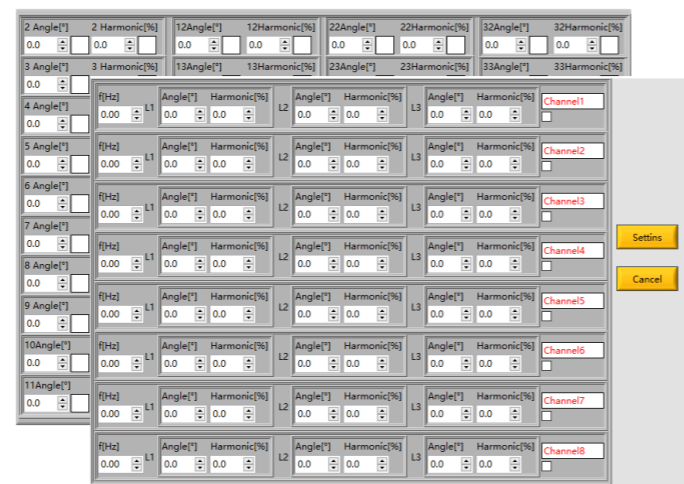 2 Angle[°] 2 Harmonic[%] 12Angle[°] 12Harmonic[%] 22Angle[°] 22Harmonic[%] 32Angle[°] 32Harmonic[%]
0.0 0.0 0.0 0.0 0.0 0.0 0.0 0.0
3 Angle[°] 3 Harmonic[%] 13Angle[°] 13Harmonic[%] 23Angle[°] 23Harmonic[%] 33Angle[°] 33Harmonic[%]
0.0
4 Angle[°]
0.0
5 Angle[°]
0.0
6 Angle[°]
0.0
7 Angle[°]
0.0
8 Angle[°]
0.0
9 Angle[°]
0.0
10Angle[°]
0.0
11Angle[°]
0.0
f[Hz] Angle[°] Harmonic[%] Angle[°] Harmonic[%] Angle[°] Harmonic[%] Channel1
0.00 L1 0.0 0.0 L2 0.0 0.0 L3 0.0 0.0
f[Hz] Angle[°] Harmonic[%] Angle[°] Harmonic[%] Angle[°] Harmonic[%] Channel2
0.00 L1 0.0 0.0 L2 0.0 0.0 L3 0.0 0.0
f[Hz] Angle[°] Harmonic[%] Angle[°] Harmonic[%] Angle[°] Harmonic[%] Channel3
0.00 L1 0.0 0.0 L2 0.0 0.0 L3 0.0 0.0
f[Hz] Angle[°] Harmonic[%] Angle[°] Harmonic[%] Angle[°] Harmonic[%] Channel4
0.00 L1 0.0 0.0 L2 0.0 0.0 L3 0.0 0.0
f[Hz] Angle[°] Harmonic[%] Angle[°] Harmonic[%] Angle[°] Harmonic[%] Channel5
0.00 L1 0.0 0.0 L2 0.0 0.0 L3 0.0 0.0
f[Hz] Angle[°] Harmonic[%] Angle[°] Harmonic[%] Angle[°] Harmonic[%] Channel6
0.00 L1 0.0 0.0 L2 0.0 0.0 L3 0.0 0.0
f[Hz] Angle[°] Harmonic[%] Angle[°] Harmonic[%] Angle[°] Harmonic[%] Channel7
0.00 L1 0.0 0.0 L2 0.0 0.0 L3 0.0 0.0
f[Hz] Angle[°] Harmonic[%] Angle[°] Harmonic[%] Angle[°] Harmonic[%] Channel8
0.00 L1 0.0 0.0 L2 0.0 0.0 L3 0.0 0.0
Settins
Cancel